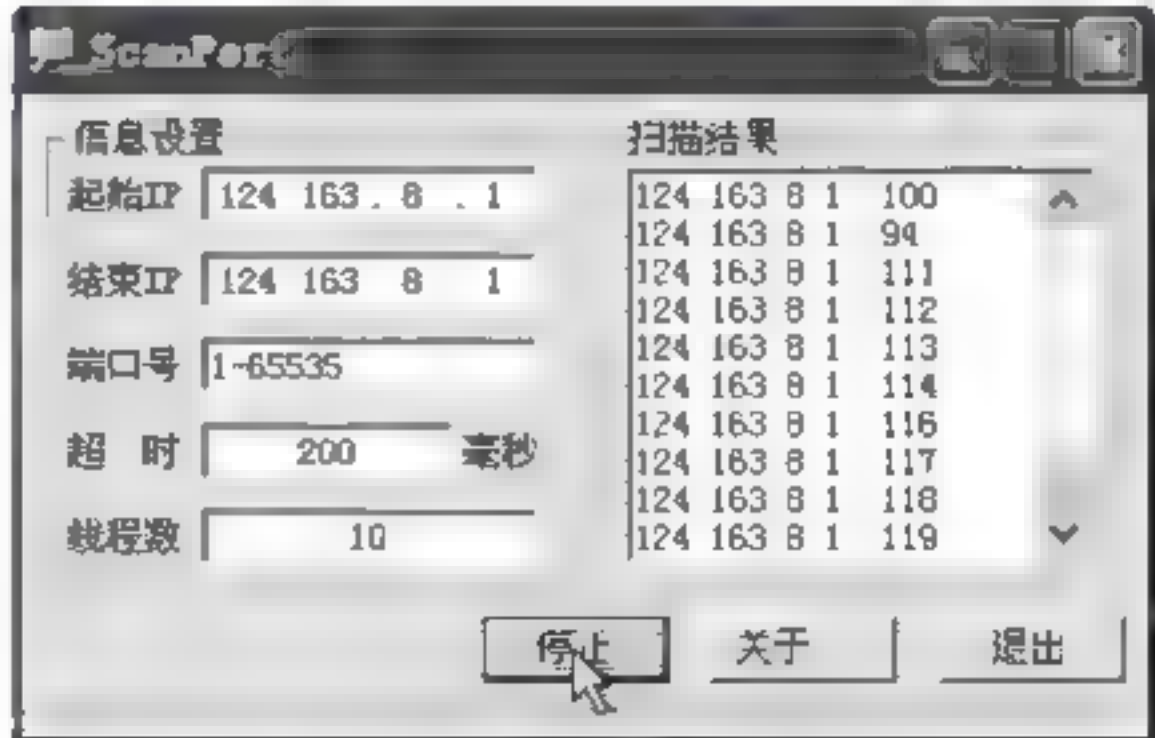 ScanPort
信息设置
起始IP 124 163 . 8 . 1
结束IP 124 163 8 1
端口号 1-65535
超 时 200 毫秒
线程数 10
扫描结果
124 163 8 1 100
124 163 8 1 94
124 163 8 1 111
124 163 8 1 112
124 163 8 1 113
124 163 8 1 114
124 163 8 1 116
124 163 8 1 117
124 163 8 1 118
124 163 8 1 119
停止 关于 退出